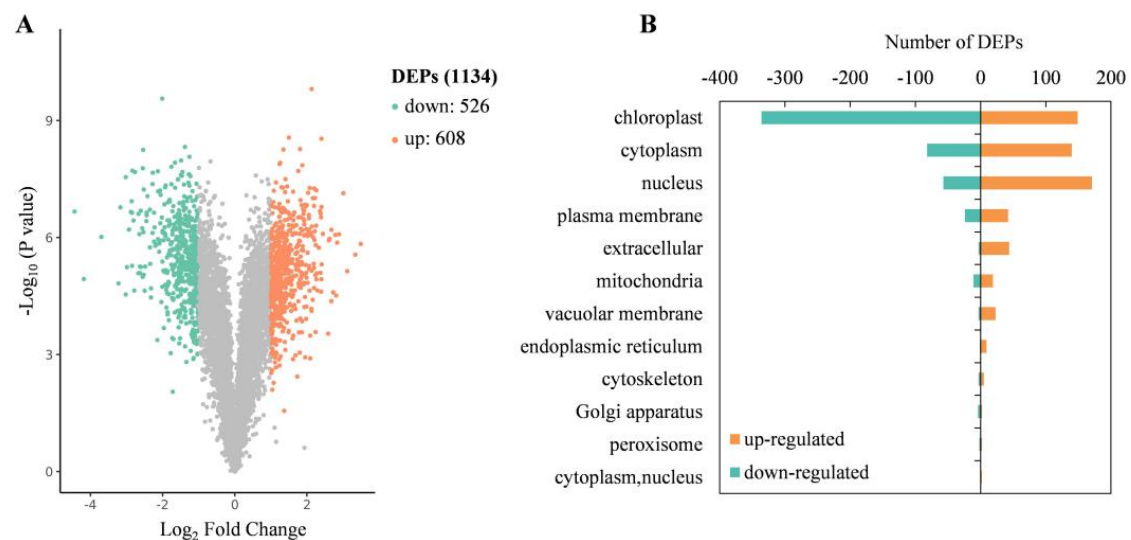 A
DEPs (1134)
down: 526
up: 608
9
6
3
0
-4
-2
0
2
-Log10 (P value)
Log2 Fold Change
B
Number of DEPs
-400 -300 -200 -100 0 100 200
chloroplast
cytoplasm
nucleus
plasma membrane
extracellular
mitochondria
vacuolar membrane
endoplasmic reticulum
cytoskeleton
Golgi apparatus
peroxisome
cytoplasm,nucleus
up-regulated
down-regulated